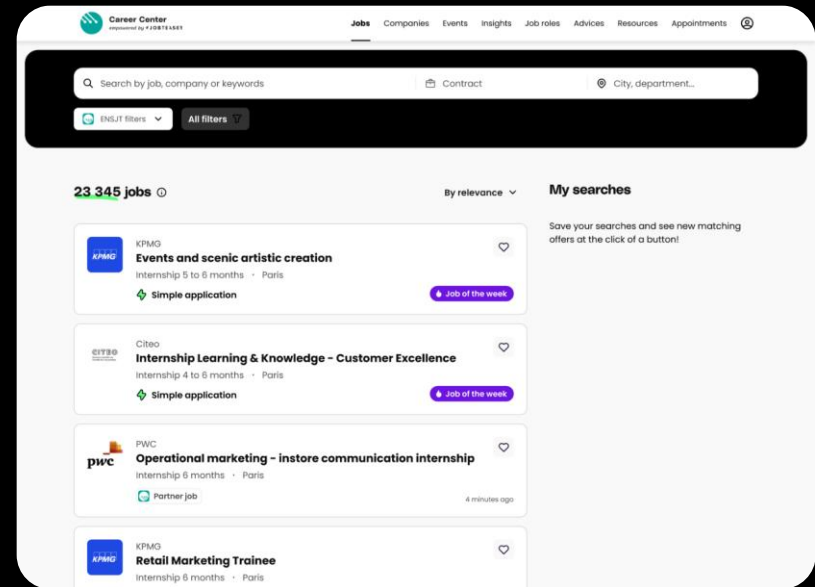 Career Center
empowered by JOBTEASER
Jobs
Companies
Events
Insights
Job roles
Advices
Resources
Appointments
Search by job, company or keywords
Contract
City, department...
ENSJT filters
All filters
23 345 jobs
By relevance
My searches
Save your searches and see new matching
offers at the click of a button!
KPMG
KPMG
Events and scenic artistic creation
Internship 5 to 6 months · Paris
Simple application
Job of the week
CITEO
Citeo
Internship Learning & Knowledge - Customer Excellence
Internship 4 to 6 months · Paris
Simple application
Job of the week
pwc
PWC
Operational marketing - instore communication internship
Internship 6 months · Paris
Partner job
4 minutes ago
KPMG
KPMG
Retail Marketing Trainee
Internship 6 months · Paris